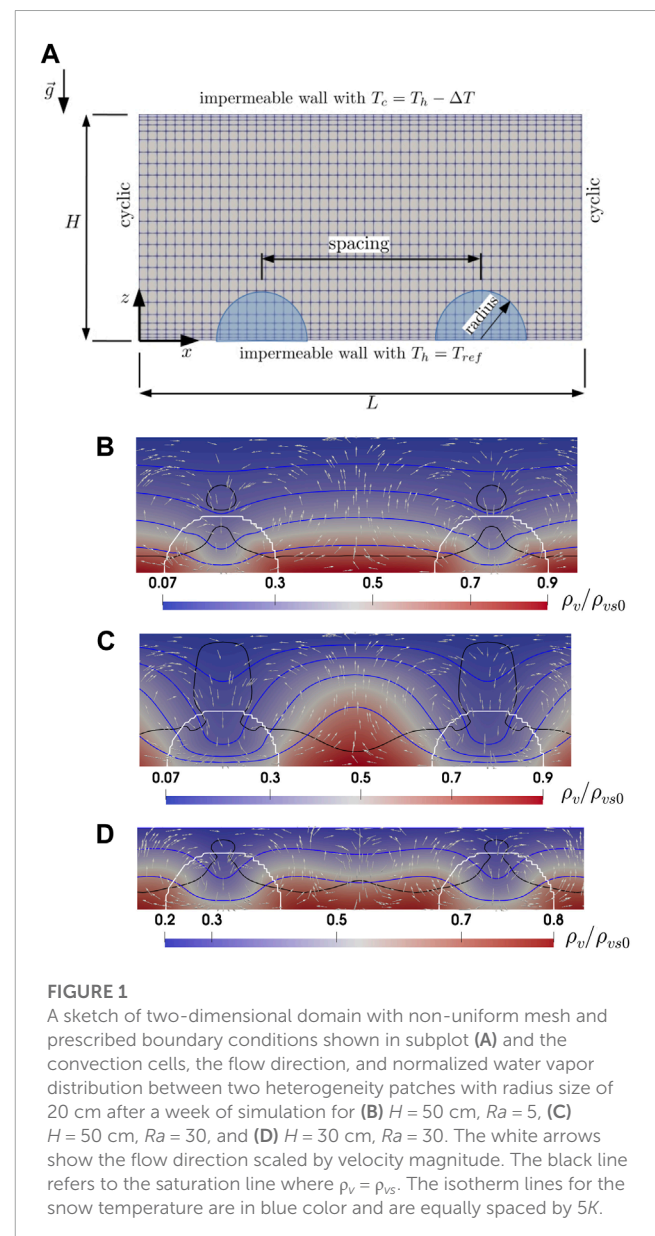 A
g⃗
impermeable wall with T_c = T_h − ΔT
H
cyclic
cyclic
spacing
radius
z
x
impermeable wall with T_h = T_ref
L
B
0.07 0.3 0.5 0.7 0.9
ρ_v/ρ_vs0
C
0.07 0.3 0.5 0.7 0.9
ρ_v/ρ_vs0
D
0.2 0.3 0.5 0.7 0.8
ρ_v/ρ_vs0
FIGURE 1
A sketch of two-dimensional domain with non-uniform mesh and
prescribed boundary conditions shown in subplot (A) and the
convection cells, the flow direction, and normalized water vapor
distribution between two heterogeneity patches with radius size of
20 cm after a week of simulation for (B) H = 50 cm, Ra = 5, (C)
H = 50 cm, Ra = 30, and (D) H = 30 cm, Ra = 30. The white arrows
show the flow direction scaled by velocity magnitude. The black line
refers to the saturation line where ρ_v = ρ_vs. The isotherm lines for the
snow temperature are in blue color and are equally spaced by 5K.